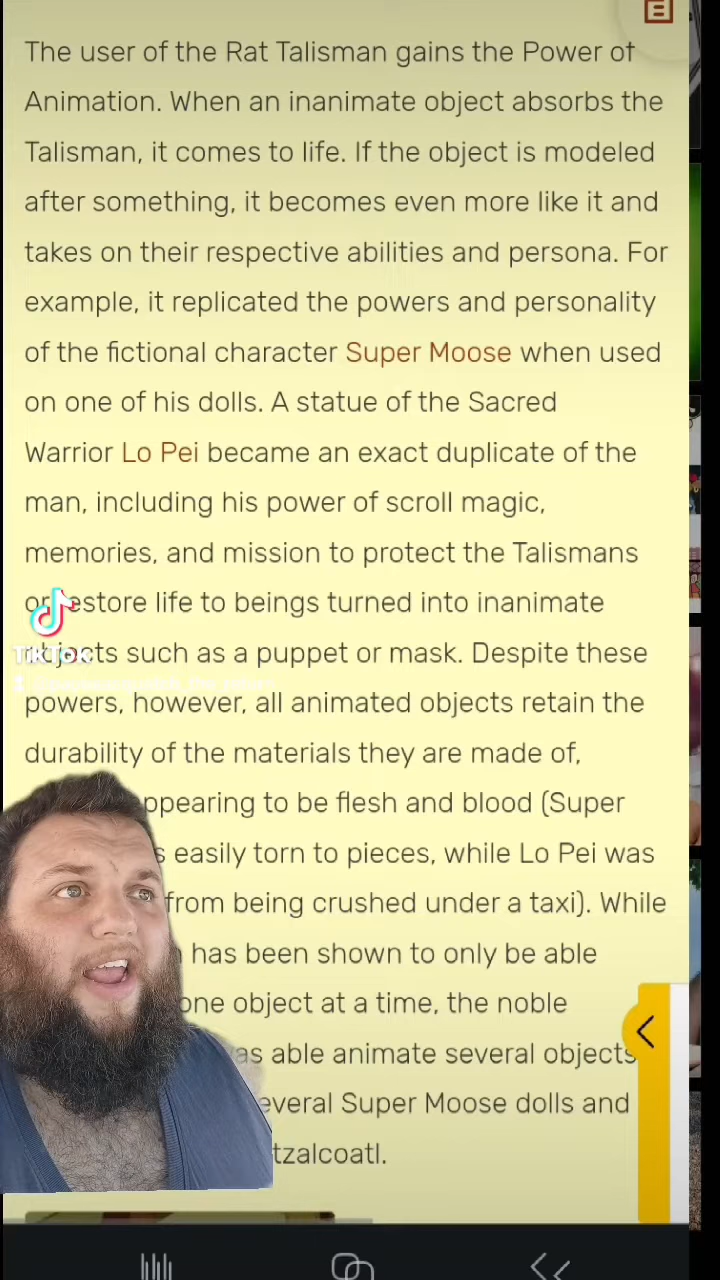 The user of the Rat Talisman gains the Power of
Animation. When an inanimate object absorbs the
Talisman, it comes to life. If the object is modeled
after something, it becomes even more like it and
takes on their respective abilities and persona. For
example, it replicated the powers and personality
of the fictional character Super Moose when used
on one of his dolls. A statue of the Sacred
Warrior Lo Pei became an exact duplicate of the
man, including his power of scroll magic,
memories, and mission to protect the Talismans
or restore life to beings turned into inanimate
TikTok
objects such as a puppet or mask. Despite these
powers, however, all animated objects retain the
durability of the materials they are made of,
ppearing to be flesh and blood (Super
s easily torn to pieces, while Lo Pei was
from being crushed under a taxi). While
has been shown to only be able
one object at a time, the noble
as able animate several objects
everal Super Moose dolls and
tzalcoatl.